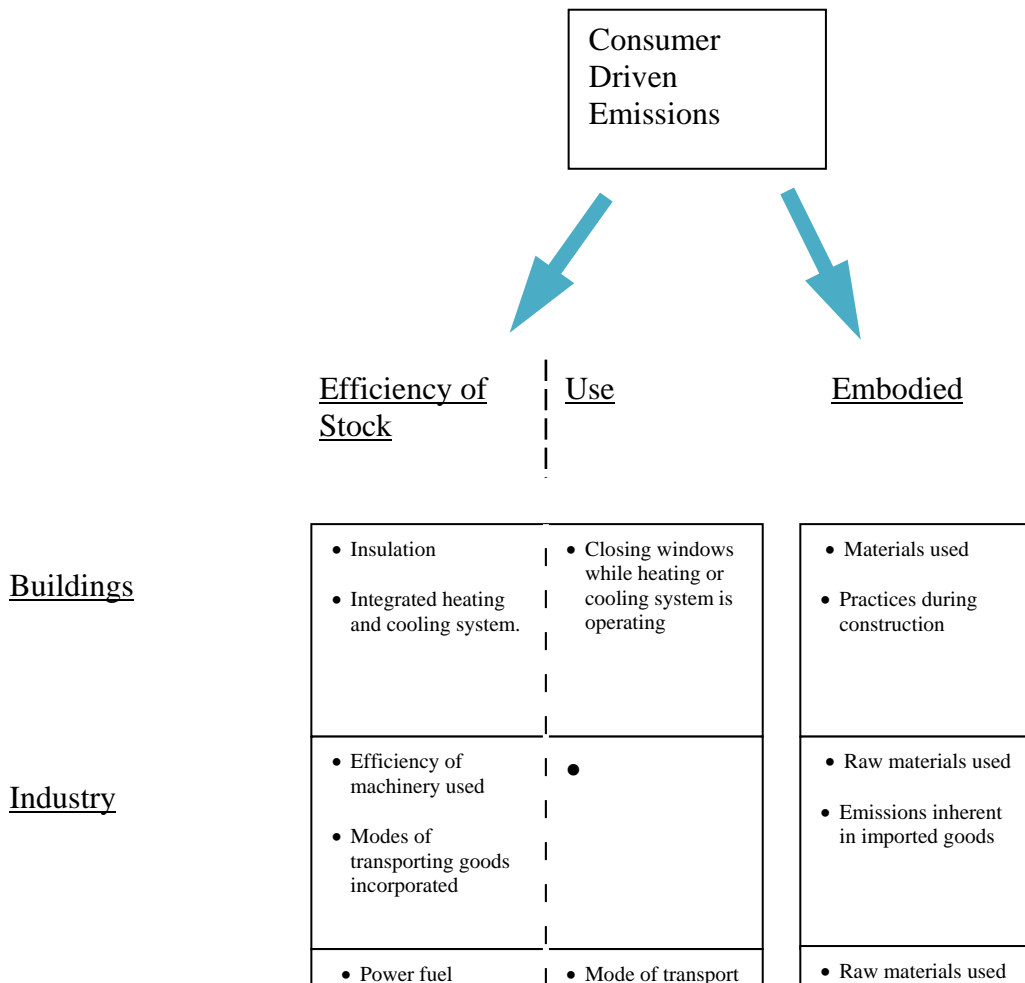 Consumer
Driven
Emissions
Efficiency of
Stock
Use
Embodied
Buildings
• Insulation
• Integrated heating
and cooling system.
• Closing windows
while heating or
cooling system is
operating
• Materials used
• Practices during
construction
Industry
• Efficiency of
machinery used
• Modes of
transporting goods
incorporated
•
• Raw materials used
• Emissions inherent
in imported goods
• Power fuel
• Mode of transport
• Raw materials used